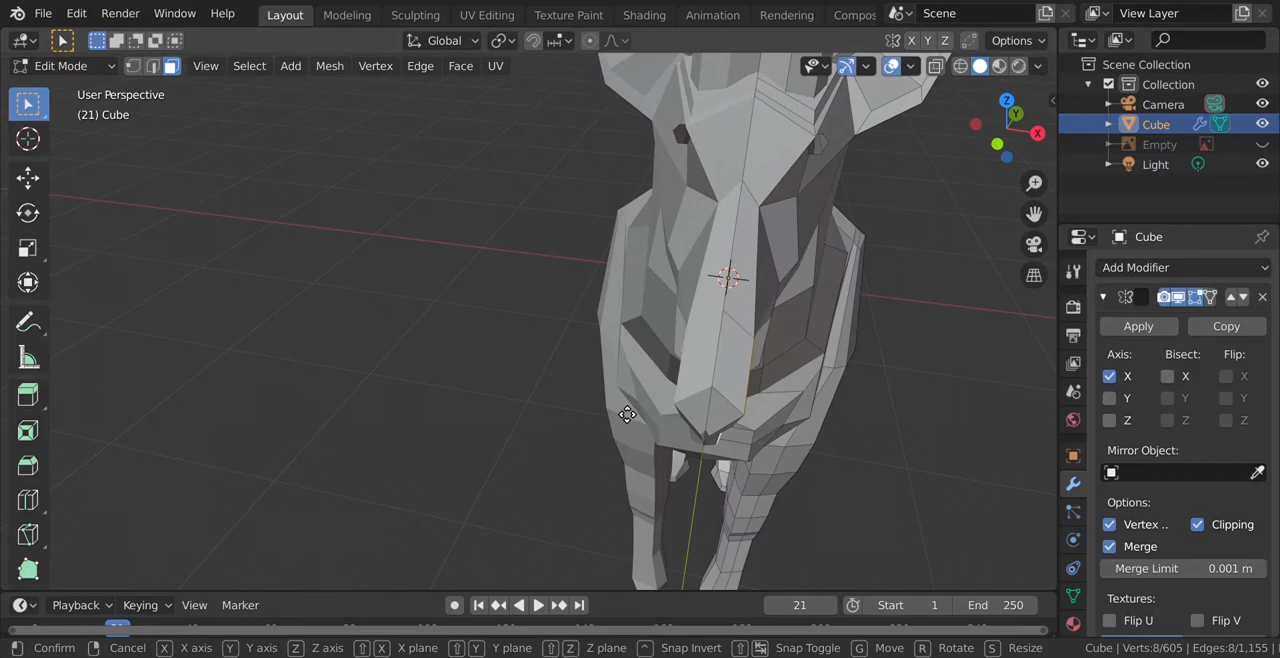 File Edit Render Window Help Layout Modeling Sculpting UV Editing Texture Paint Shading Animation Rendering Compos Scene View Layer
Global X Y Z Options
Edit Mode View Select Add Mesh Vertex Edge Face UV
User Perspective
(21) Cube
Z
Y
X
Scene Collection
Collection
Camera
Cube
Empty
Light
Cube
Add Modifier
Apply Copy
Axis: Bisect: Flip:
X X X
Y Y Y
Z Z Z
Mirror Object:
Options:
Vertex .. Clipping
Merge
Merge Limit 0.001 m
Textures:
Flip U Flip V
Playback Keying View Marker 21 Start 1 End 250
Confirm Cancel X X axis Y Y axis Z Z axis X X plane Y Y plane Z Z plane ^ Snap Invert Snap Toggle G Move R Rotate S Resize Cube | Verts:8/605 | Edges:8/1,155 |